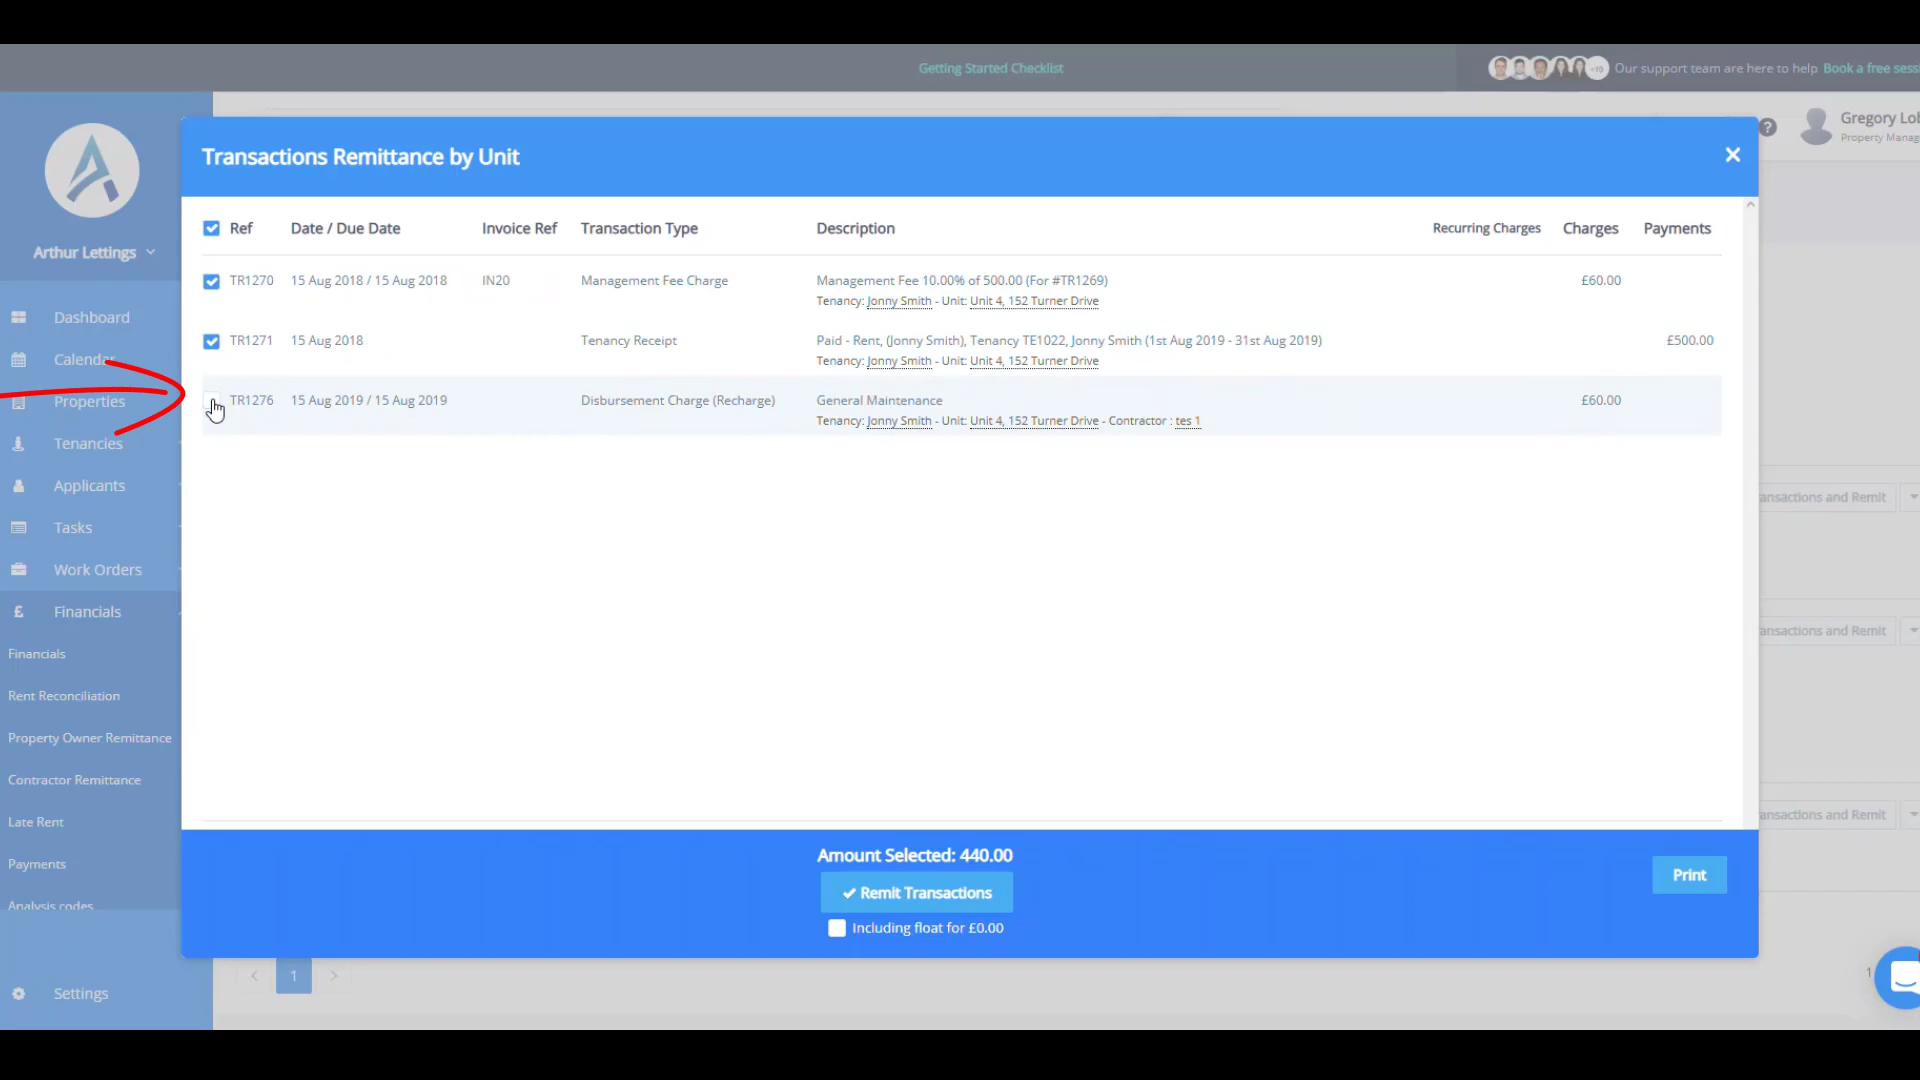 Getting Started Checklist
+10 Our support team are here to help Book a free sess
Gregory Lob
Property Manag
Arthur Lettings
Dashboard
Calendar
Properties
Tenancies
Applicants
Tasks
Work Orders
£ Financials
Financials
Rent Reconciliation
Property Owner Remittance
Contractor Remittance
Late Rent
Payments
Analysis codes
Settings
Transactions Remittance by Unit
Ref Date / Due Date Invoice Ref Transaction Type Description Recurring Charges Charges Payments
TR1270 15 Aug 2018 / 15 Aug 2018 IN20 Management Fee Charge Management Fee 10.00% of 500.00 (For #TR1269) £60.00
Tenancy: Jonny Smith - Unit: Unit 4, 152 Turner Drive
TR1271 15 Aug 2018 Tenancy Receipt Paid - Rent, (Jonny Smith), Tenancy TE1022, Jonny Smith (1st Aug 2019 - 31st Aug 2019) £500.00
Tenancy: Jonny Smith - Unit: Unit 4, 152 Turner Drive
TR1276 15 Aug 2019 / 15 Aug 2019 Disbursement Charge (Recharge) General Maintenance £60.00
Tenancy: Jonny Smith - Unit: Unit 4, 152 Turner Drive - Contractor : tes 1
ansactions and Remit
ansactions and Remit
ansactions and Remit
Amount Selected: 440.00
Remit Transactions
Including float for £0.00
Print
< 1 >
1